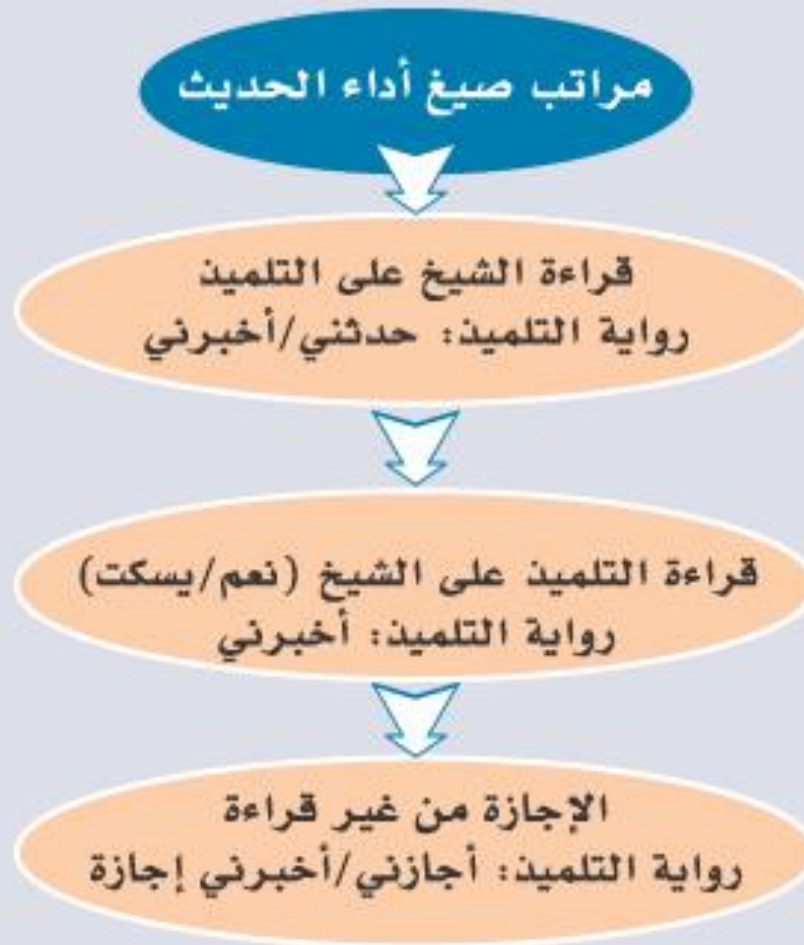 مراتب صيغ أداء الحديث
قراءة الشيخ على التلميذ
رواية التلميذ: حدثني/أخبرني
قراءة التلميذ على الشيخ (نعم/يسكت)
رواية التلميذ: أخبرني
الإجازة من غير قراءة
رواية التلميذ: أجازني/أخبرني إجازة